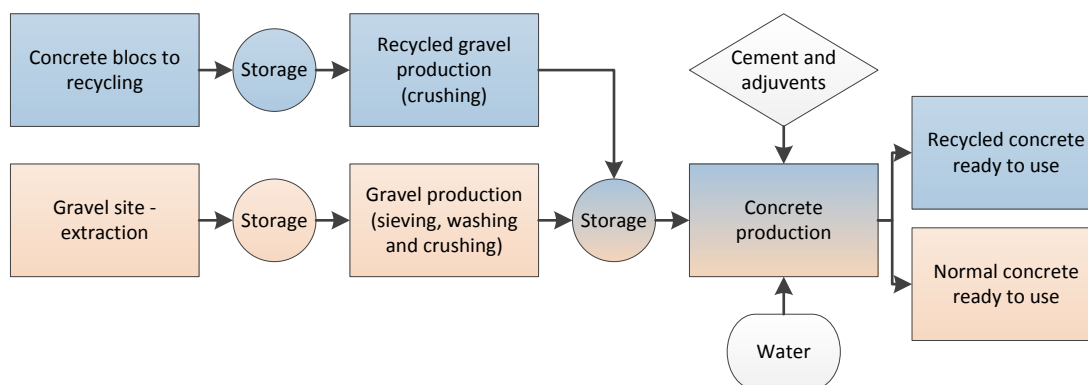 Concrete blocs to
recycling
Storage
Recycled gravel
production
(crushing)
Cement and
adjuvents
Recycled concrete
ready to use
Gravel site -
extraction
Storage
Gravel production
(sieving, washing
and crushing)
Storage
Concrete
production
Normal concrete
ready to use
Water